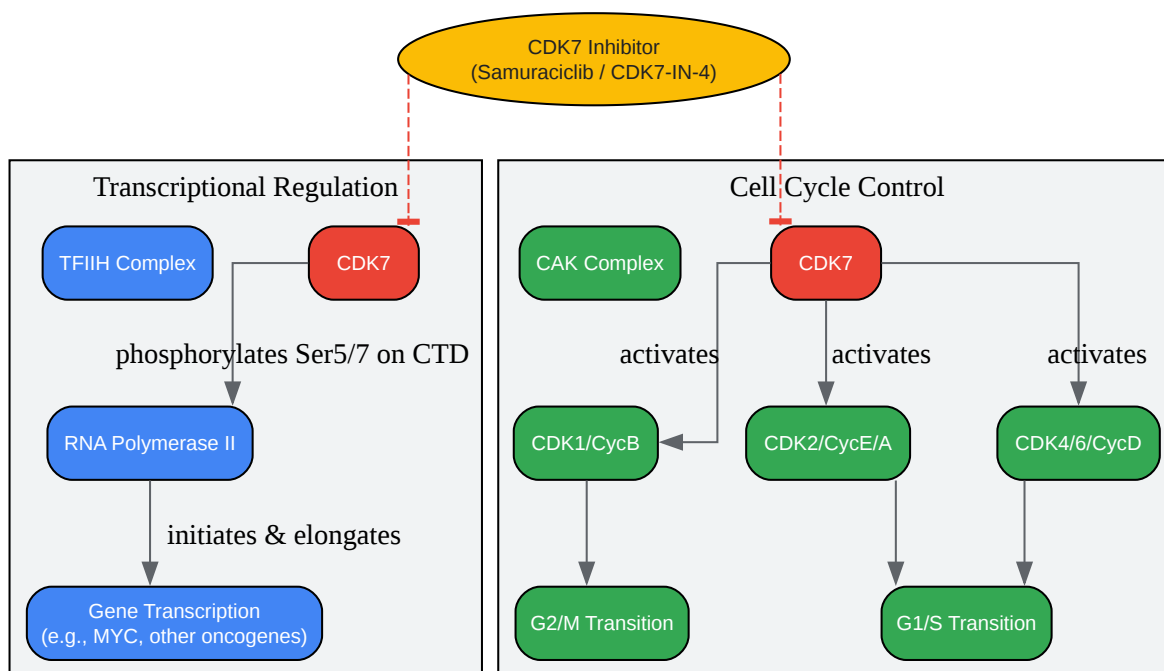 CDK7 Inhibitor
(Samuraciclib / CDK7-IN-4)
Transcriptional Regulation
TFIIH Complex
CDK7
phosphorylates Ser5/7 on CTD
RNA Polymerase II
initiates & elongates
Gene Transcription
(e.g., MYC, other oncogenes)
Cell Cycle Control
CAK Complex
CDK7
activates
activates
activates
CDK1/CycB
CDK2/CycE/A
CDK4/6/CycD
G2/M Transition
G1/S Transition